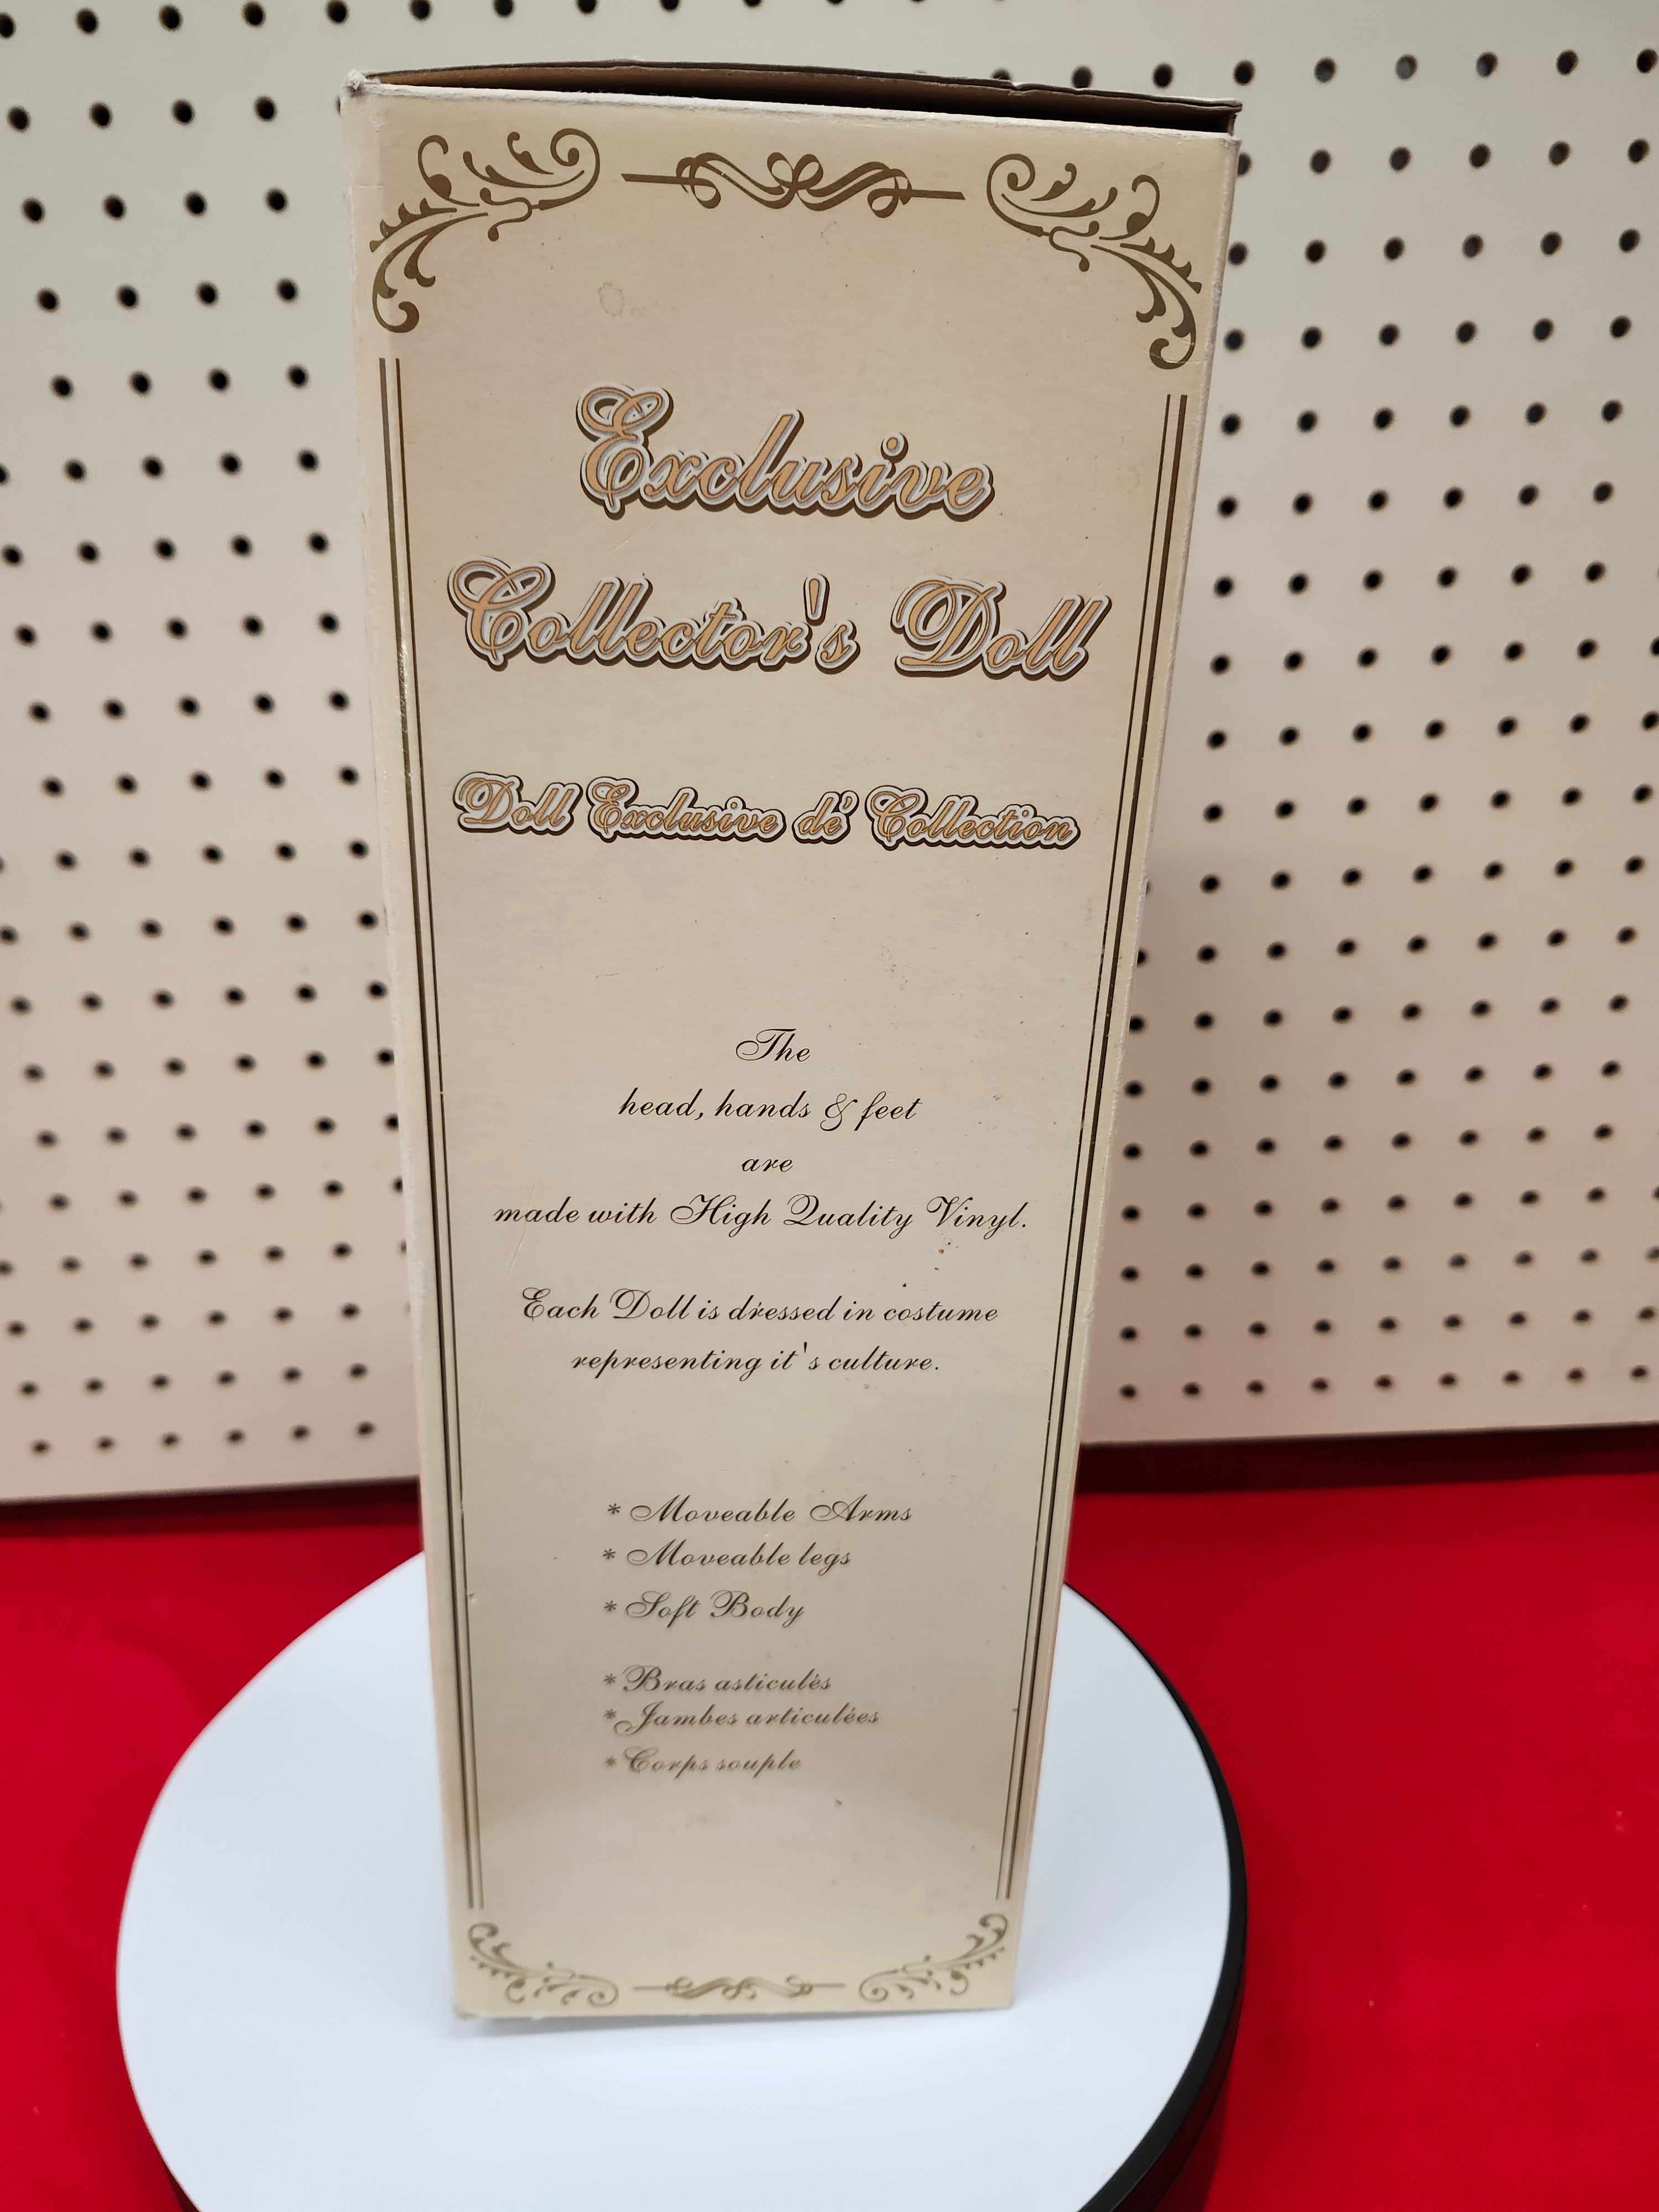 Exclusive
Collector's Doll
Doll Exclusive dé Collection
The
head, hands & feet
are
made with High Quality Vinyl.
Each Doll is dressed in costume
representing it's culture.
* Moveable Arms
* Moveable legs
* Soft Body
* Bras asticulés
* Jambes articulées
* Corps souple